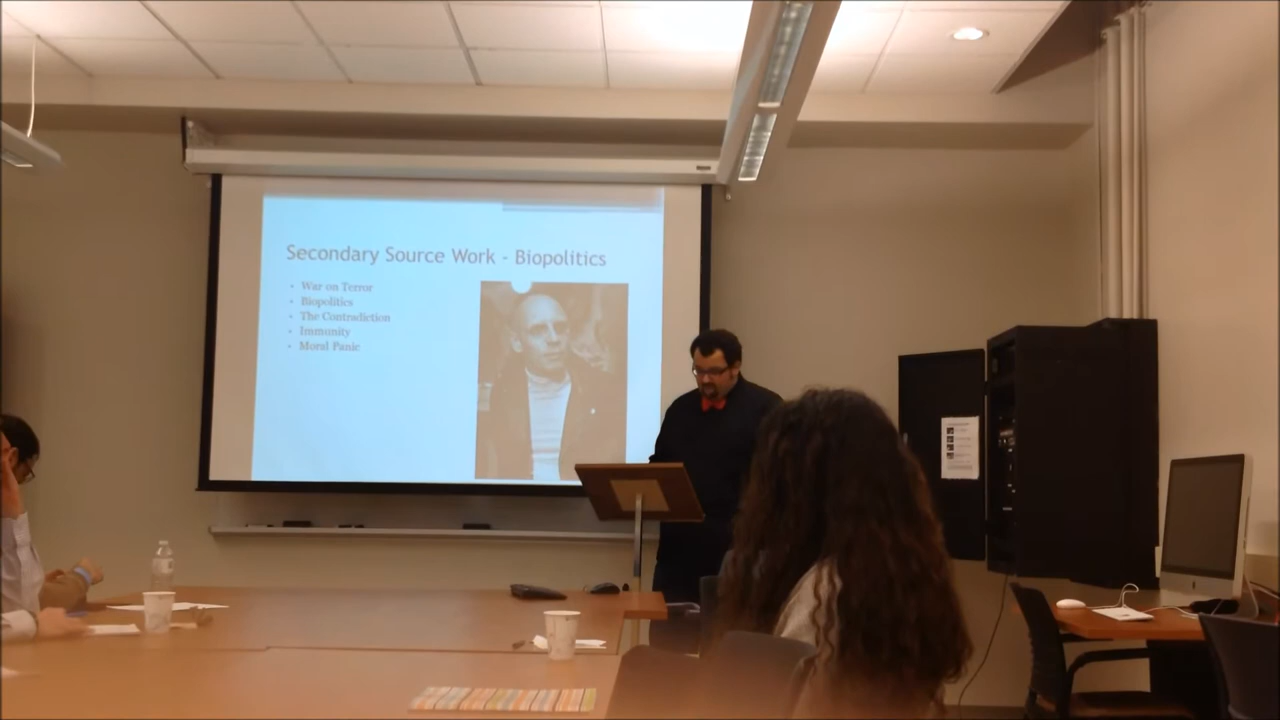 Secondary Source Work - Biopolitics
War on Terror
Biopolitics
The Contradiction
Immunity
Moral Panic